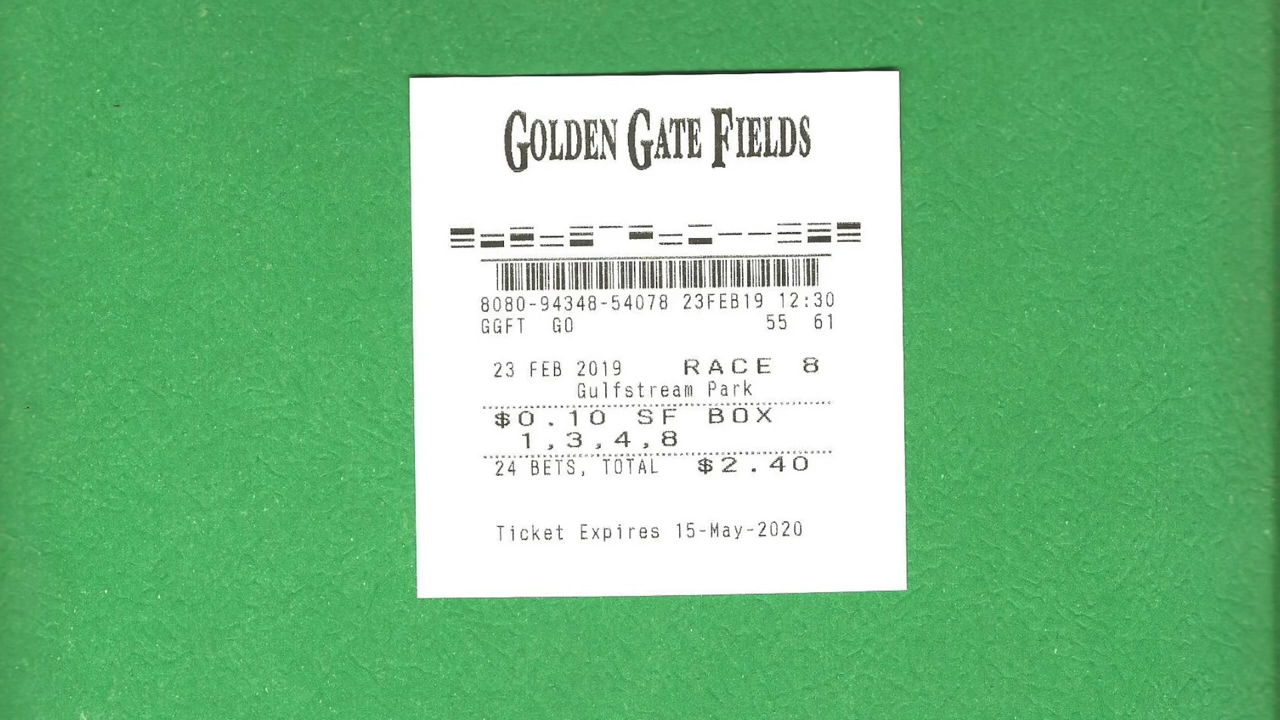 GOLDEN GATE FIELDS
8080-94348-54078 23FEB19 12:30
GGFT GO 55 61
23 FEB 2019 RACE 8
Gulfstream Park
$0.10 SF BOX
1,3,4,8
24 BETS, TOTAL $2.40
Ticket Expires 15-May-2020